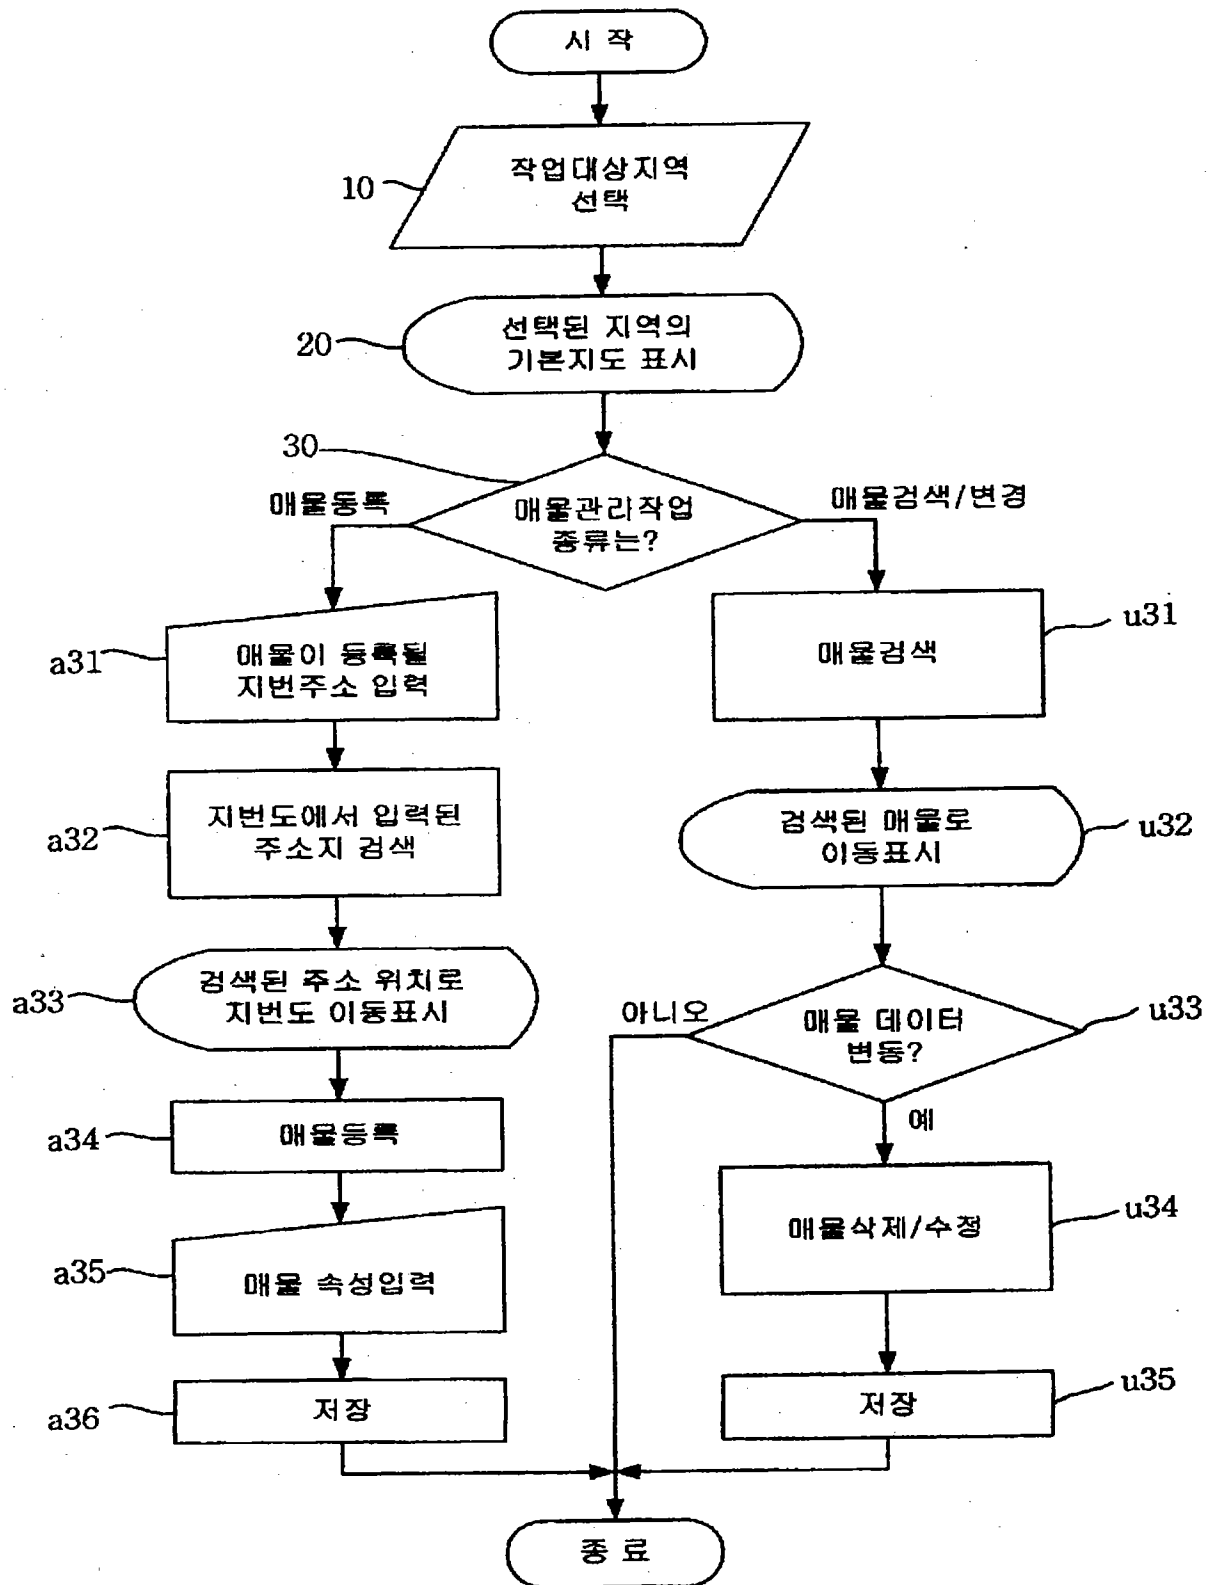 시 작
작업대상지역
선택
10
선택된 지역의
기본지도 표시
20
30
매물등록
매물관리작업
종류는?
매물검색/변경
a31
매물이 등록될
지번주소 입력
매물검색
u31
a32
지번도에서 입력된
주소지 검색
검색된 매물로
이동표시
u32
a33
검색된 주소 위치로
지번도 이동표시
아니오
매물 데이터
변동?
u33
예
a34
매물등록
매물삭제/수정
u34
a35
매물 속성입력
a36
저장
저장
u35
종 료